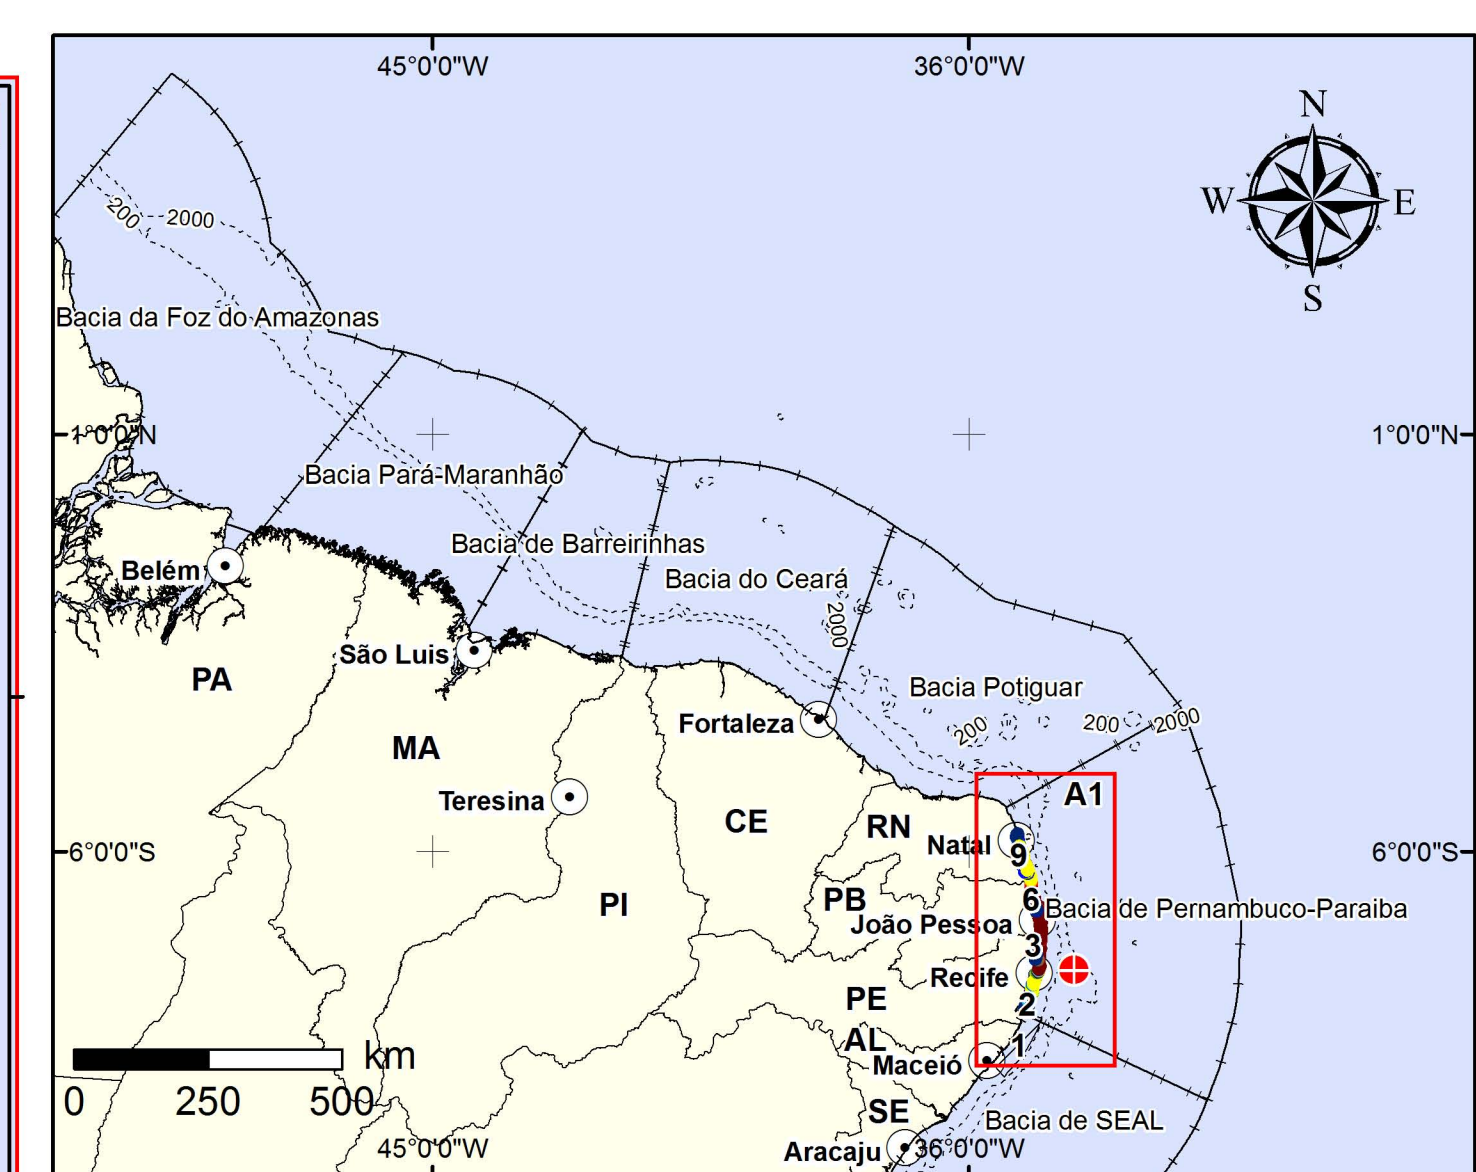 45°0'0"W 36°0'0"W
N
W E
S
200 2000
Bacia da Foz do Amazonas
1°0'0"N 1°0'0"N
Bacia Pará-Maranhão
Bacia de Barreirinhas
Belém
Bacia do Ceará
2000
São Luis
PA
Bacia Potiguar
Fortaleza
200 200 2000
MA
A1
Teresina
CE
RN
Natal
6°0'0"S 6°0'0"S
9
PI
PB
6
Bacia de Pernambuco-Paraiba
João Pessoa
3
Recife
PE
2
AL
1
km
Maceió
0 250 500
SE
Bacia de SEAL
45°0'0"W 36°0'0"W
Aracaju